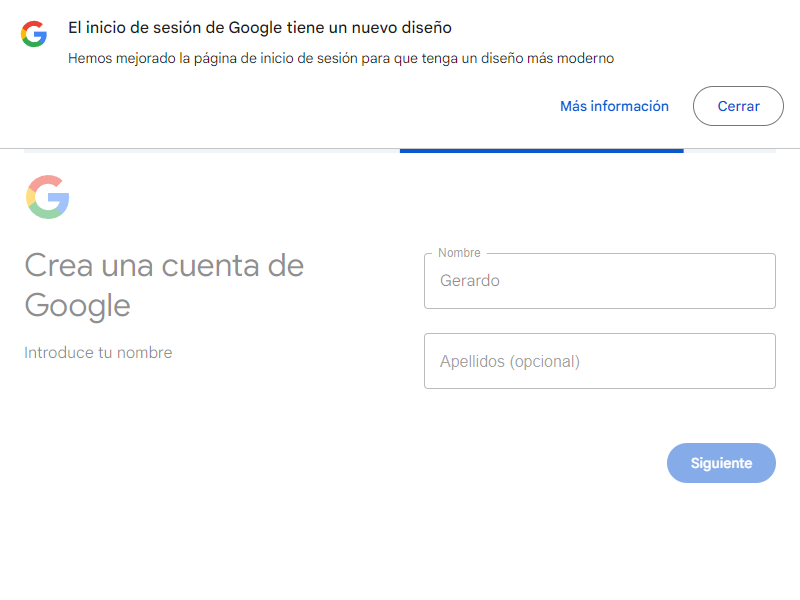 El inicio de sesión de Google tiene un nuevo diseño
Hemos mejorado la página de inicio de sesión para que tenga un diseño más moderno
Más información
Cerrar
Crea una cuenta de
Google
Introduce tu nombre
Nombre
Gerardo
Apellidos (opcional)
Siguiente